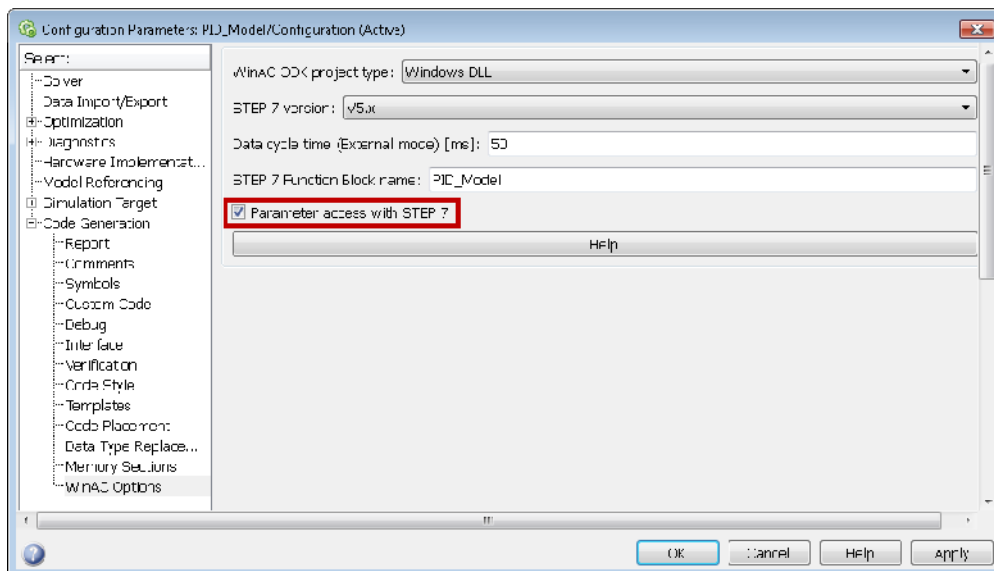 Configuration Parameters: PID_Model/Configuration (Active)
Select:
Solver
Data Import/Export
Optimization
Diagnostics
Hardware Implementat...
Model Referencing
Simulation Target
Code Generation
Report
Comments
Symbols
Custom Code
Debug
Interface
Verification
Code Style
Templates
Code Placement
Data Type Replace...
Memory Sections
WinAC Options
WinAC ODK project type: Windows DLL
STEP 7 version: V5.x
Data cycle time (External mode) [ms]: 50
STEP 7 Function Block name: PID_Model
Parameter access with STEP 7
Help
OK Cancel Help Apply